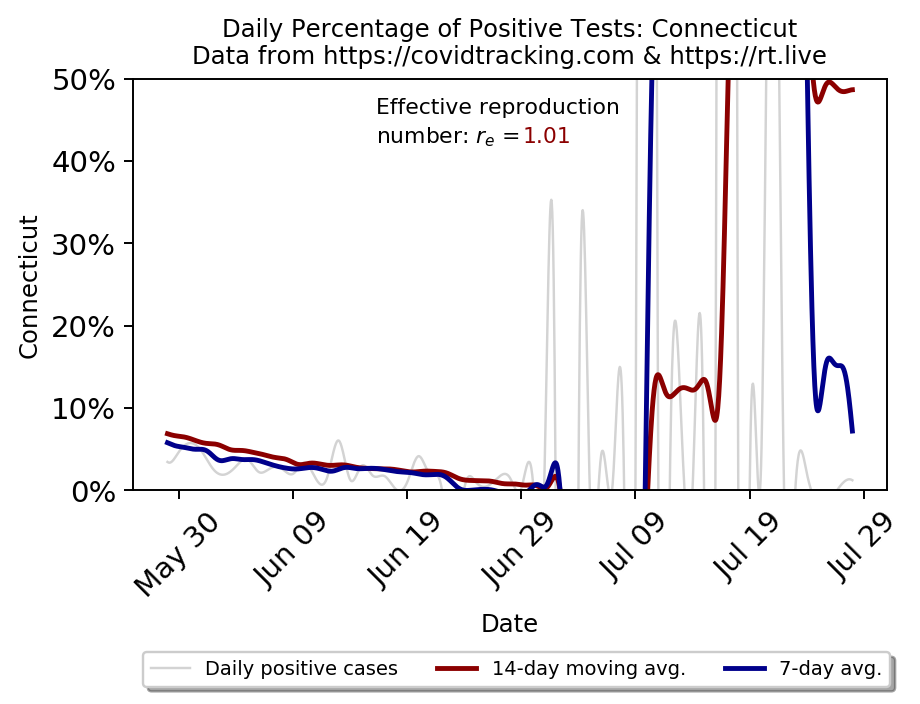 Daily Percentage of Positive Tests: Connecticut
Data from https://covidtracking.com & https://rt.live
50%
40%
30%
20%
10%
0%
Connecticut
Effective reproduction
number: rₑ =1.01
May 30
Jun 09
Jun 19
Jun 29
Jul 09
Jul 19
Jul 29
Date
Daily positive cases
14-day moving avg.
7-day avg.